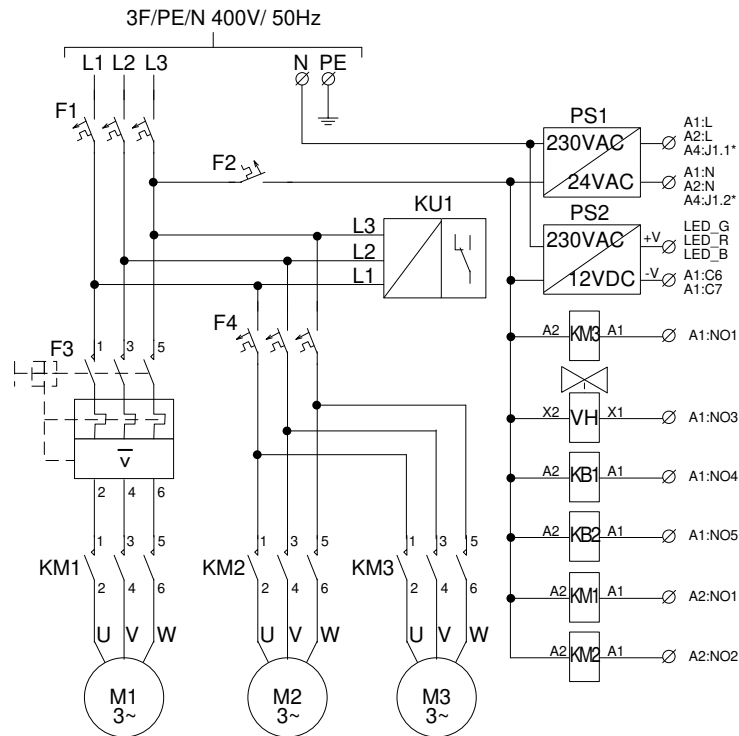 3F/PE/N 400V/ 50Hz
L1 L2 L3 N PE
F1
F2
PS1
230VAC
24VAC
A1:L
A2:L
A4:J1.1*
A1:N
A2:N
A4:J1.2*
KU1
L3
L2
L1
PS2
230VAC
12VDC
+V
-V
LED_G
LED_R
LED_B
A1:C6
A1:C7
F3
1 3 5
F4
A2 KM3 A1 A1:NO1
X2 VH X1 A1:NO3
A2 KB1 A1 A1:NO4
A2 KB2 A1 A1:NO5
A2 KM1 A1 A2:NO1
A2 KM2 A1 A2:NO2
v
2 4 6
KM1
1 3 5
2 4 6
KM2
1 3 5
2 4 6
KM3
1 3 5
2 4 6
U V W
U V W
U V W
M1
3~
M2
3~
M3
3~